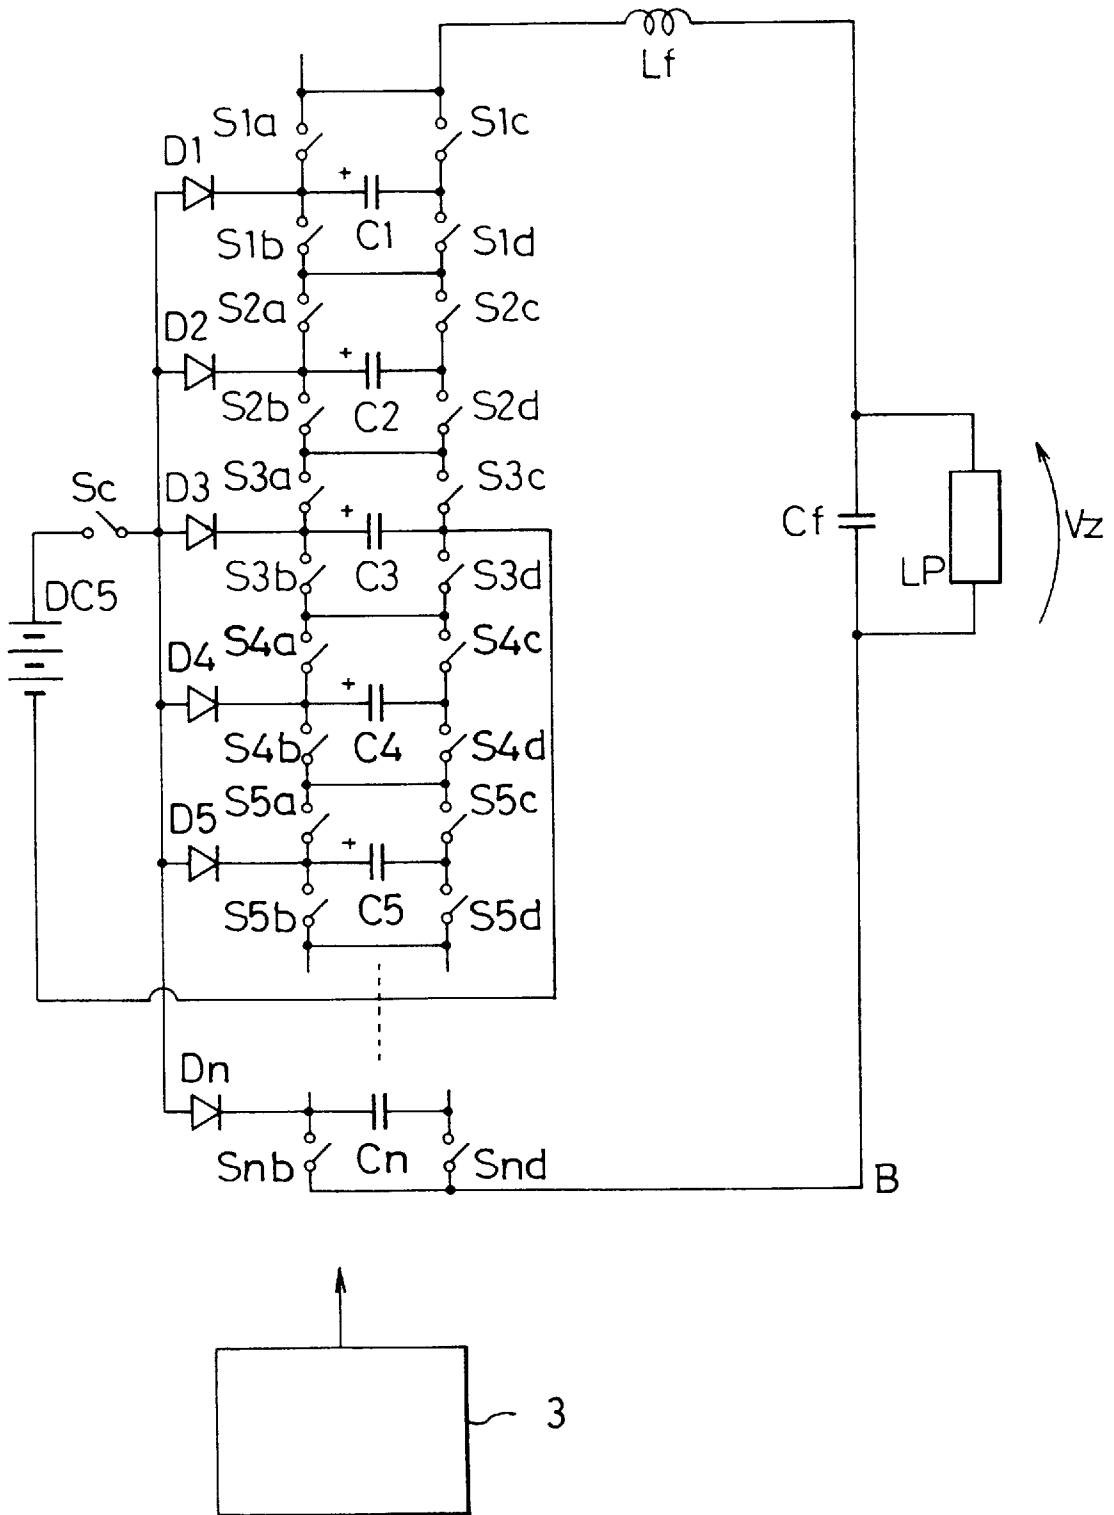 Lf
S1a
S1c
D1
+
C1
S1b
S1d
S2a
S2c
D2
+
C2
S2b
S2d
S3a
S3c
Sc
D3
+
C3
Cf
LP
Vz
S3b
S3d
DC5
S4a
S4c
D4
+
C4
S4b
S4d
S5a
S5c
D5
+
C5
S5b
S5d
Dn
Cn
Snb
Snd
B
3